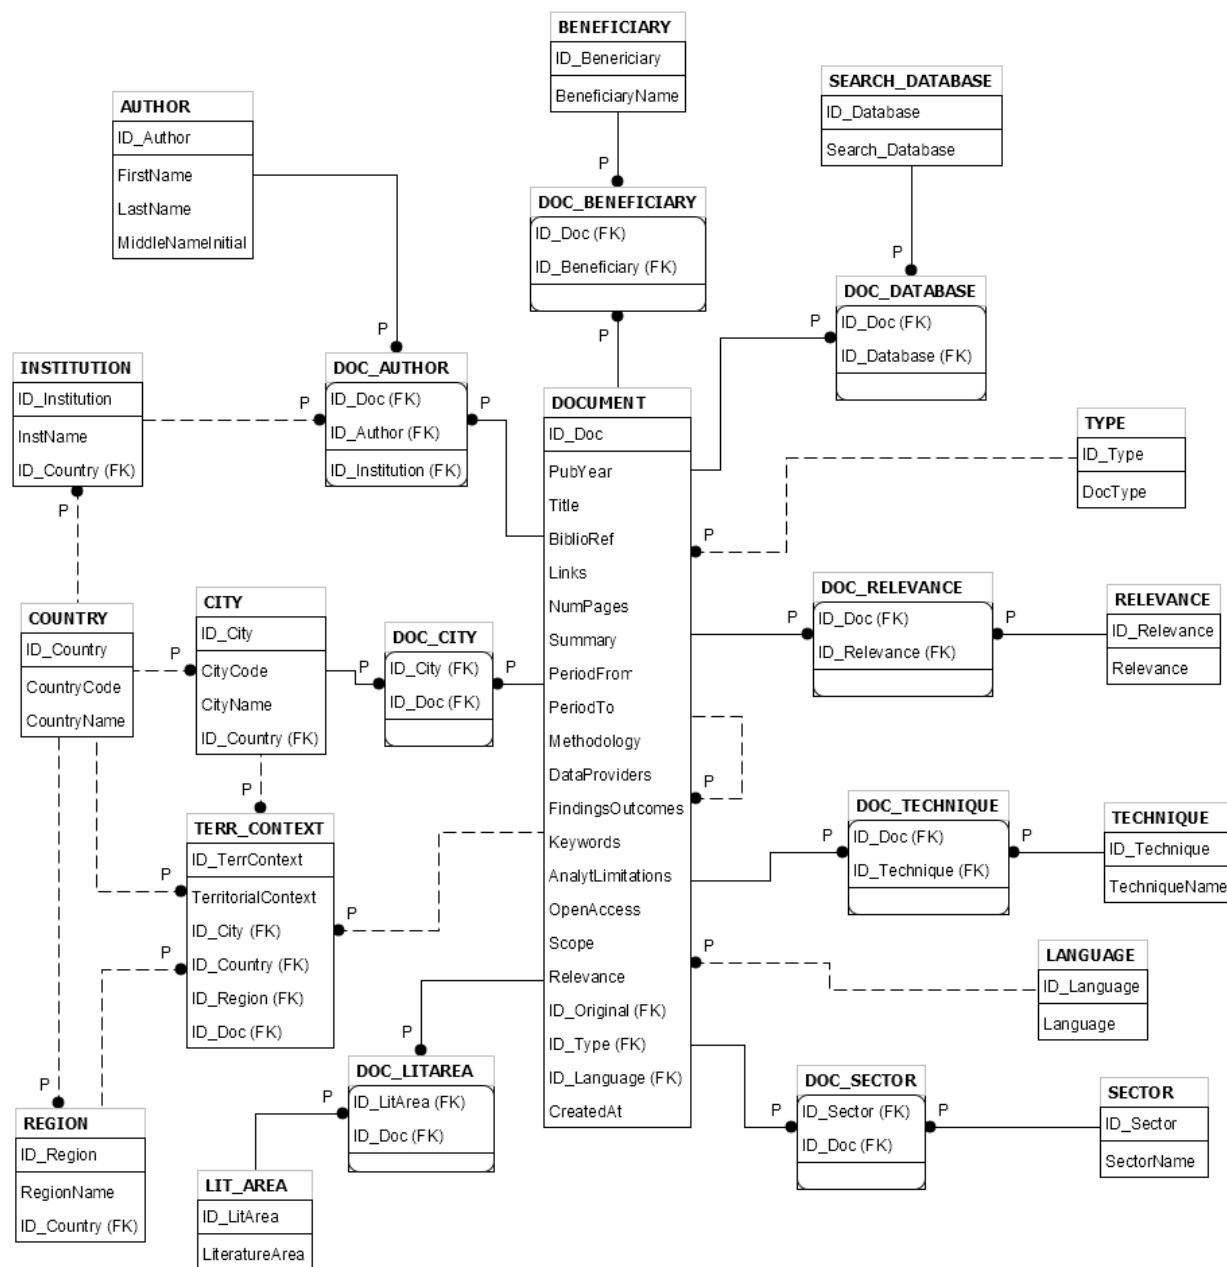 BENEFICIARY
ID_Benericiary
BeneficiaryName
SEARCH_DATABASE
ID_Database
Search_Database
AUTHOR
ID_Author
FirstName
LastName
MiddleNameInitial
P
DOC_BENEFICIARY
ID_Doc (FK)
ID_Beneficiary (FK)
P
P
DOC_DATABASE
ID_Doc (FK)
ID_Database (FK)
P
P
DOC_AUTHOR
ID_Doc (FK)
ID_Author (FK)
ID_Institution (FK)
P
P
INSTITUTION
ID_Institution
InstName
ID_Country (FK)
P
DOCUMENT
ID_Doc
PubYear
Title
BiblioRef
Links
NumPages
Summary
PeriodFrom
PeriodTo
Methodology
DataProviders
FindingsOutcomes
Keywords
AnalytLimitations
OpenAccess
Scope
Relevance
ID_Original (FK)
ID_Type (FK)
ID_Language (FK)
CreatedAt
P
P
P
TYPE
ID_Type
DocType
DOC_RELEVANCE
ID_Doc (FK)
ID_Relevance (FK)
P
P
RELEVANCE
ID_Relevance
Relevance
COUNTRY
ID_Country
CountryCode
CountryName
CITY
ID_City
CityCode
CityName
ID_Country (FK)
P
DOC_CITY
ID_City (FK)
ID_Doc (FK)
P
P
TERR_CONTEXT
ID_TerrContext
TerritorialContext
ID_City (FK)
ID_Country (FK)
ID_Region (FK)
ID_Doc (FK)
P
P
P
P
DOC_TECHNIQUE
ID_Doc (FK)
ID_Technique (FK)
P
P
TECHNIQUE
ID_Technique
TechniqueName
LANGUAGE
ID_Language
Language
DOC_LITAREA
ID_LitArea (FK)
ID_Doc (FK)
P
P
DOC_SECTOR
ID_Sector (FK)
ID_Doc (FK)
P
P
SECTOR
ID_Sector
SectorName
REGION
ID_Region
RegionName
ID_Country (FK)
P
LIT_AREA
ID_LitArea
LiteratureArea